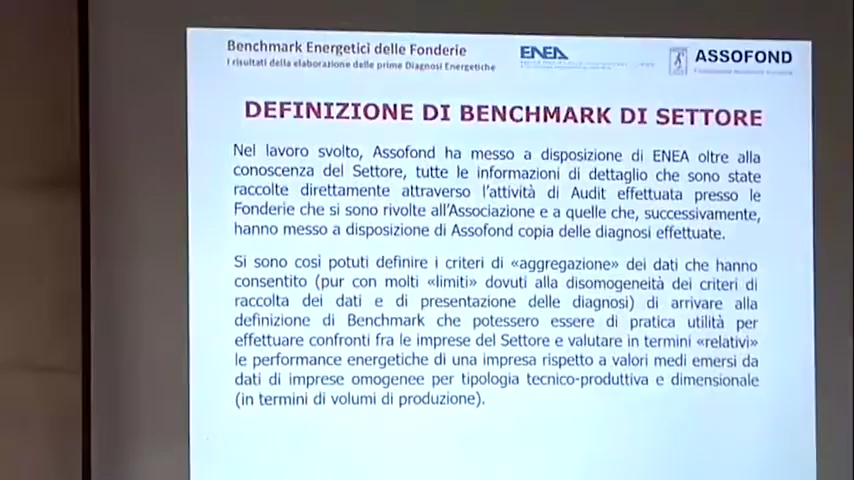 Benchmark Energetici delle Fonderie
I risultati della elaborazione delle prime Diagnosi Energetiche
ENEA
ASSOFOND
DEFINIZIONE DI BENCHMARK DI SETTORE
Nel lavoro svolto, Assofond ha messo a disposizione di ENEA oltre alla
conoscenza del Settore, tutte le informazioni di dettaglio che sono state
raccolte direttamente attraverso l'attività di Audit effettuata presso le
Fonderie che si sono rivolte all'Associazione e a quelle che, successivamente,
hanno messo a disposizione di Assofond copia delle diagnosi effettuate.
Si sono così potuti definire i criteri di «aggregazione» dei dati che hanno
consentito (pur con molti «limiti» dovuti alla disomogeneità dei criteri di
raccolta dei dati e di presentazione delle diagnosi) di arrivare alla
definizione di Benchmark che potessero essere di pratica utilità per
effettuare confronti fra le imprese del Settore e valutare in termini «relativi»
le performance energetiche di una impresa rispetto a valori medi emersi da
dati di imprese omogenee per tipologia tecnico-produttiva e dimensionale
(in termini di volumi di produzione).